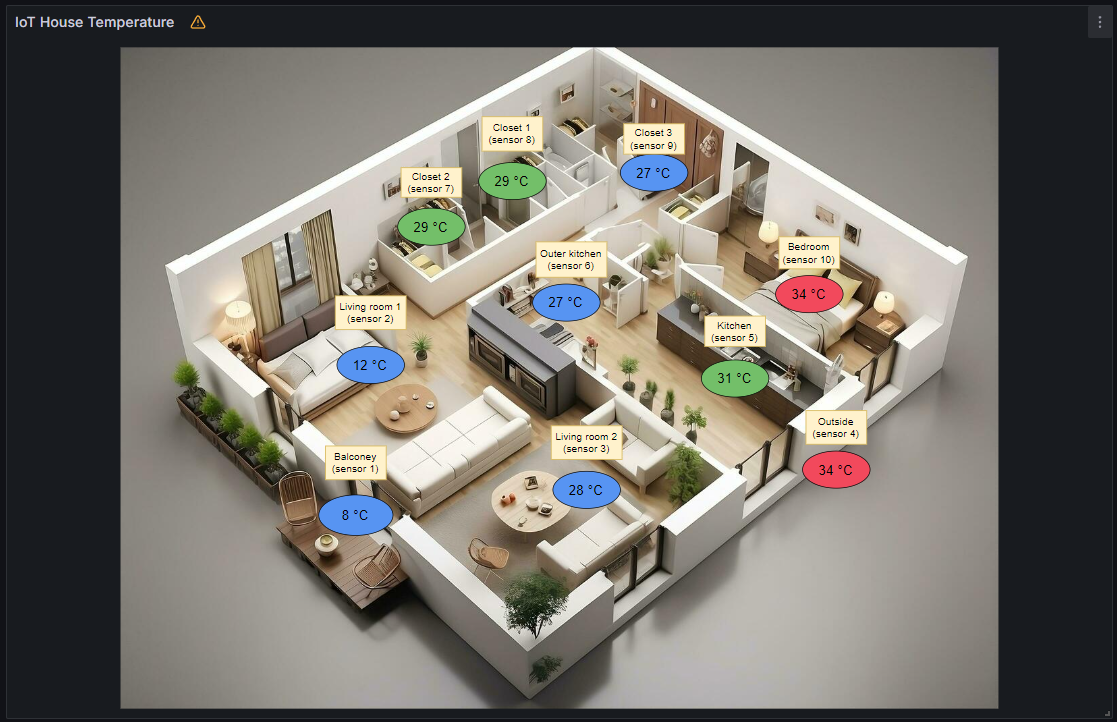 IoT House Temperature
Closet 1
(sensor 8)
29 °C
Closet 3
(sensor 9)
27 °C
Closet 2
(sensor 7)
29 °C
Outer kitchen
(sensor 6)
27 °C
Bedroom
(sensor 10)
34 °C
Living room 1
(sensor 2)
12 °C
Kitchen
(sensor 5)
31 °C
Outside
(sensor 4)
34 °C
Living room 2
(sensor 3)
28 °C
Balconey
(sensor 1)
8 °C